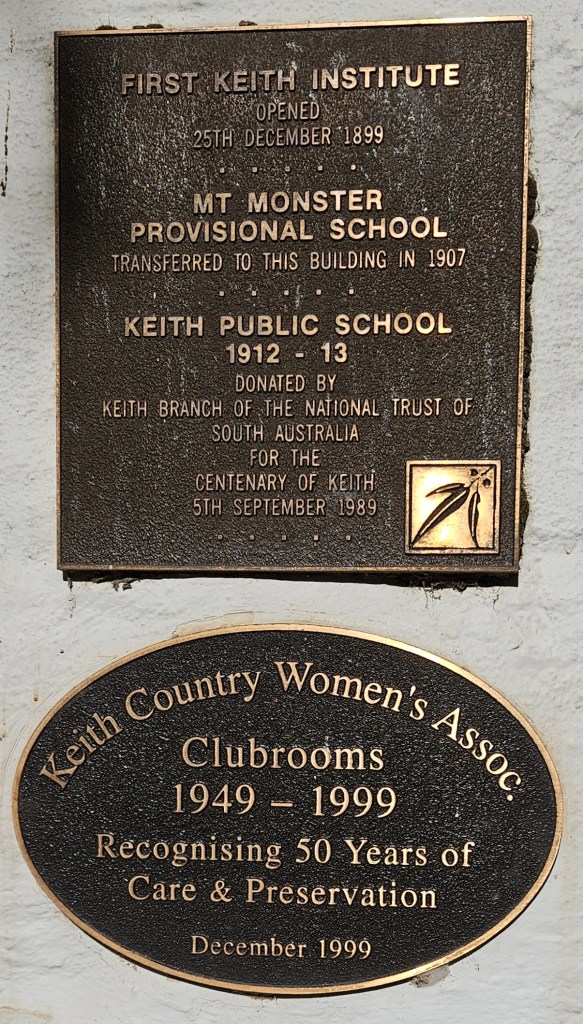 FIRST KEITH INSTITUTE
OPENED
25TH DECEMBER 1899
MT MONSTER
PROVISIONAL SCHOOL
TRANSFERRED TO THIS BUILDING IN 1907
KEITH PUBLIC SCHOOL
1912 - 13
DONATED BY
KEITH BRANCH OF THE NATIONAL TRUST OF
SOUTH AUSTRALIA
FOR THE
CENTENARY OF KEITH
5TH SEPTEMBER 1989
Keith Country Women's Assoc.
Clubrooms
1949 – 1999
Recognising 50 Years of
Care & Preservation
December 1999